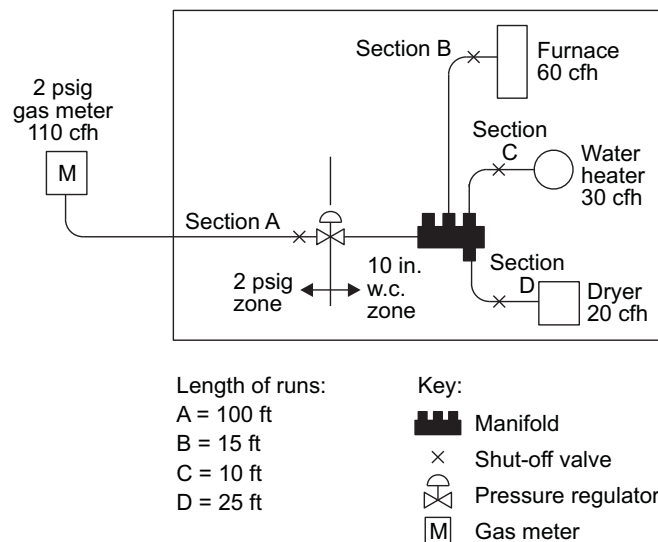 Section B
Furnace
60 cfh
2 psig
gas meter
110 cfh
M
Section
C
Water
heater
30 cfh
Section A
2 psig
zone
10 in.
w.c.
zone
Section
D
Dryer
20 cfh
Length of runs:
A = 100 ft
B = 15 ft
C = 10 ft
D = 25 ft
Key:
Manifold
Shut-off valve
Pressure regulator
M Gas meter